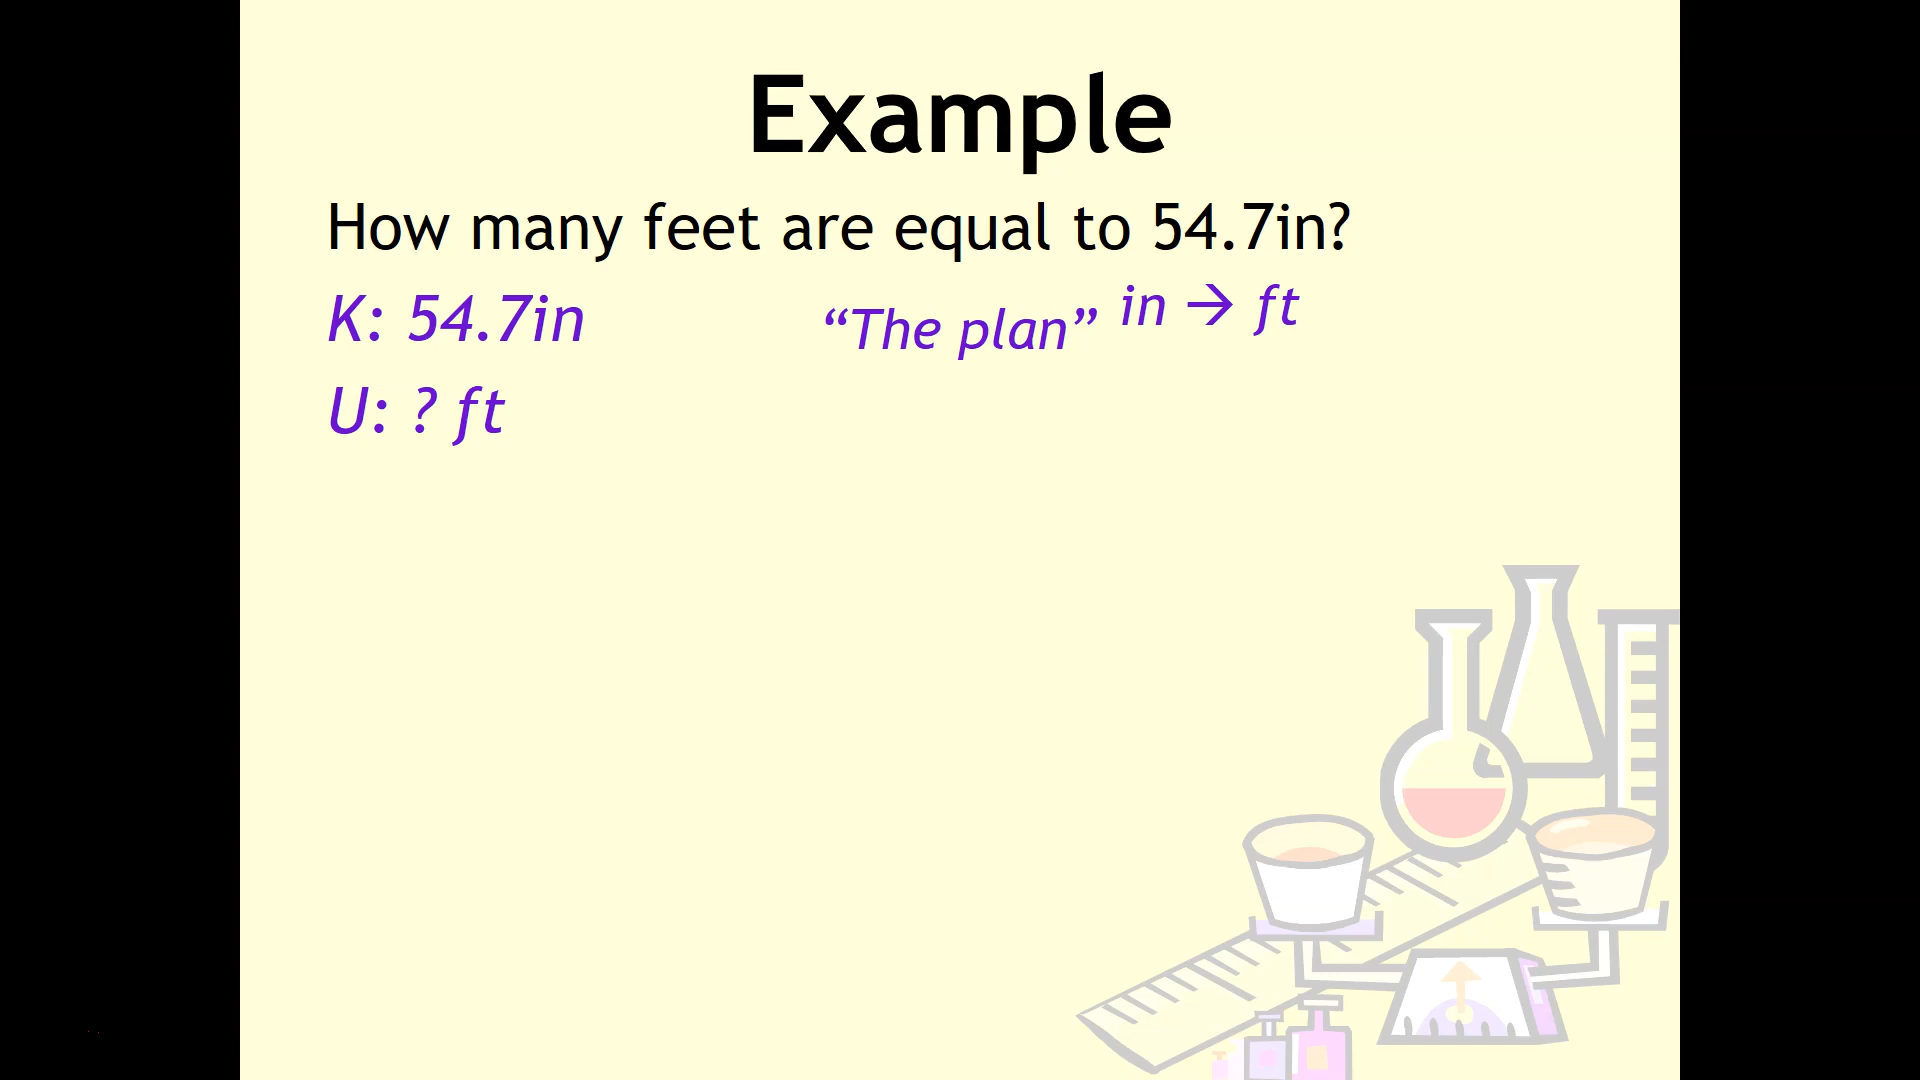 Example
How many feet are equal to 54.7in?
K: 54.7in
“The plan” in → ft
U: ? ft